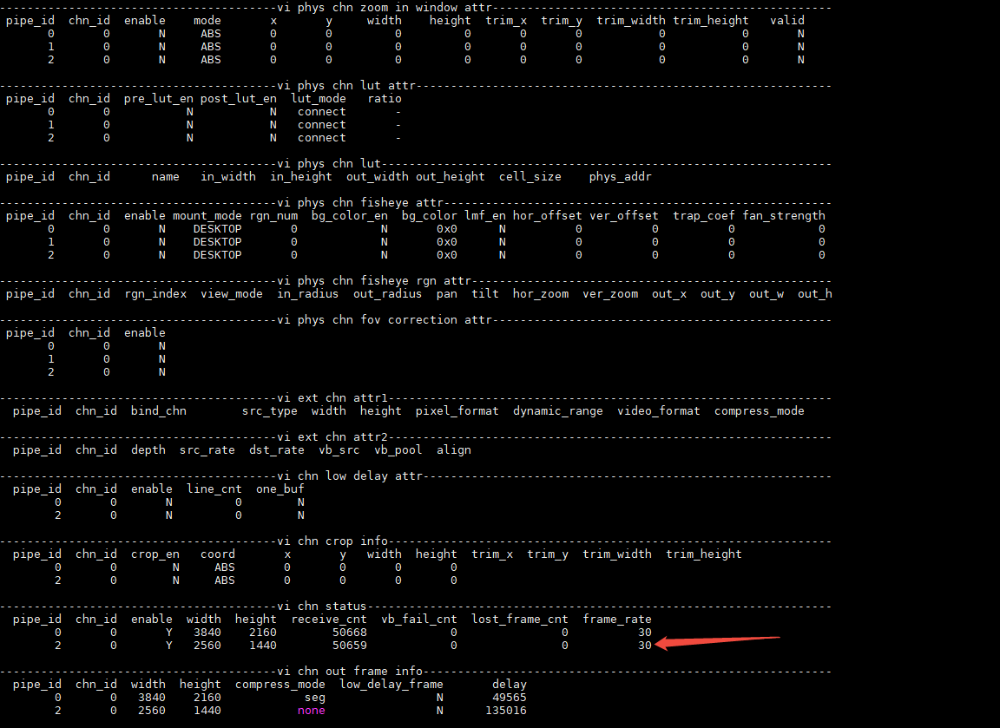 ----------------------------------------vi phys chn zoom in window attr-------------------------------------------------
pipe_id  chn_id  enable    mode       x       y     width    height  trim_x  trim_y  trim_width trim_height   valid
      0       0       N     ABS       0       0         0         0       0       0           0           0       N
      1       0       N     ABS       0       0         0         0       0       0           0           0       N
      2       0       N     ABS       0       0         0         0       0       0           0           0       N
----------------------------------------vi phys chn lut attr------------------------------------------------------------
pipe_id  chn_id  pre_lut_en post_lut_en  lut_mode   ratio
      0       0           N           N   connect       -
      1       0           N           N   connect       -
      2       0           N           N   connect       -
----------------------------------------vi phys chn lut-----------------------------------------------------------------
pipe_id  chn_id      name   in_width  in_height  out_width out_height  cell_size    phys_addr
----------------------------------------vi phys chn fisheye attr--------------------------------------------------------
pipe_id  chn_id  enable mount_mode rgn_num  bg_color_en  bg_color lmf_en hor_offset ver_offset  trap_coef fan_strength
      0       0       N    DESKTOP       0            N       0x0      N          0          0          0            0
      1       0       N    DESKTOP       0            N       0x0      N          0          0          0            0
      2       0       N    DESKTOP       0            N       0x0      N          0          0          0            0
----------------------------------------vi phys chn fisheye rgn attr----------------------------------------------------
pipe_id  chn_id  rgn_index  view_mode  in_radius  out_radius  pan  tilt  hor_zoom  ver_zoom  out_x  out_y  out_w  out_h
----------------------------------------vi phys chn fov correction attr-------------------------------------------------
pipe_id  chn_id  enable
      0       0       N
      1       0       N
      2       0       N
----------------------------------------vi ext chn attr1----------------------------------------------------------------
pipe_id  chn_id  bind_chn        src_type  width  height  pixel_format  dynamic_range  video_format  compress_mode
----------------------------------------vi ext chn attr2----------------------------------------------------------------
pipe_id  chn_id  depth  src_rate  dst_rate  vb_src  vb_pool  align
----------------------------------------vi chn low delay attr-----------------------------------------------------------
pipe_id  chn_id  enable  line_cnt  one_buf
      0       0       N         0        N
      2       0       N         0        N
----------------------------------------vi chn crop info----------------------------------------------------------------
pipe_id  chn_id  crop_en   coord       x       y   width  height  trim_x  trim_y  trim_width  trim_height
      0       0        N     ABS       0       0       0       0
      2       0        N     ABS       0       0       0       0
----------------------------------------vi chn status-------------------------------------------------------------------
pipe_id  chn_id  enable  width  height  receive_cnt  vb_fail_cnt  lost_frame_cnt  frame_rate
      0       0       Y   3840    2160        50668            0               0          30
      2       0       Y   2560    1440        50659            0               0          30
----------------------------------------vi chn out frame info-----------------------------------------------------------
pipe_id  chn_id  width  height  compress_mode  low_delay_frame       delay
      0       0   3840    2160            seg                N       49565
      2       0   2560    1440           none                N      135016